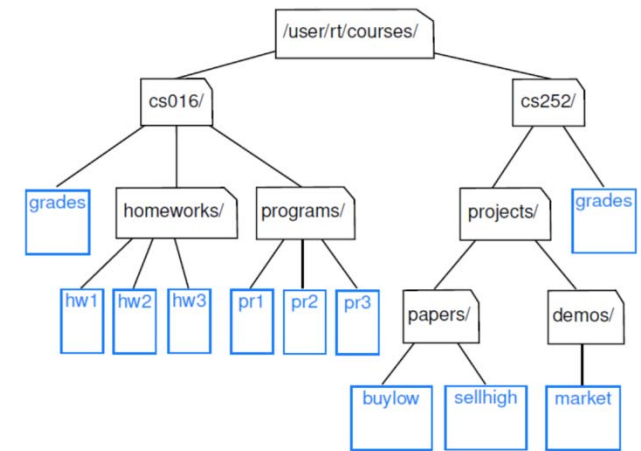 /user/rt/courses/
cs016/
cs252/
grades
homeworks/
programs/
projects/
grades
hw1
hw2
hw3
pr1
pr2
pr3
papers/
demos/
buylow
sellhigh
market